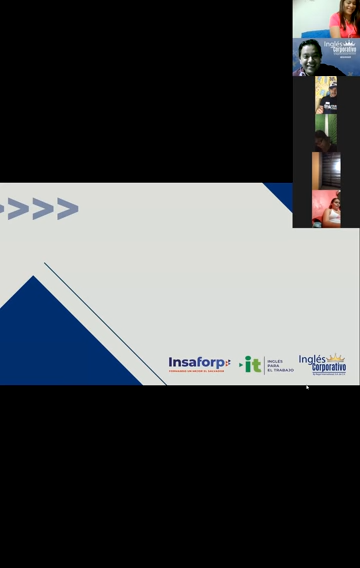 Inglés
Corporativo
>>>>
Insaforp
it
INGLÉS
PARA
EL TRABAJO
Inglés
Corporativo